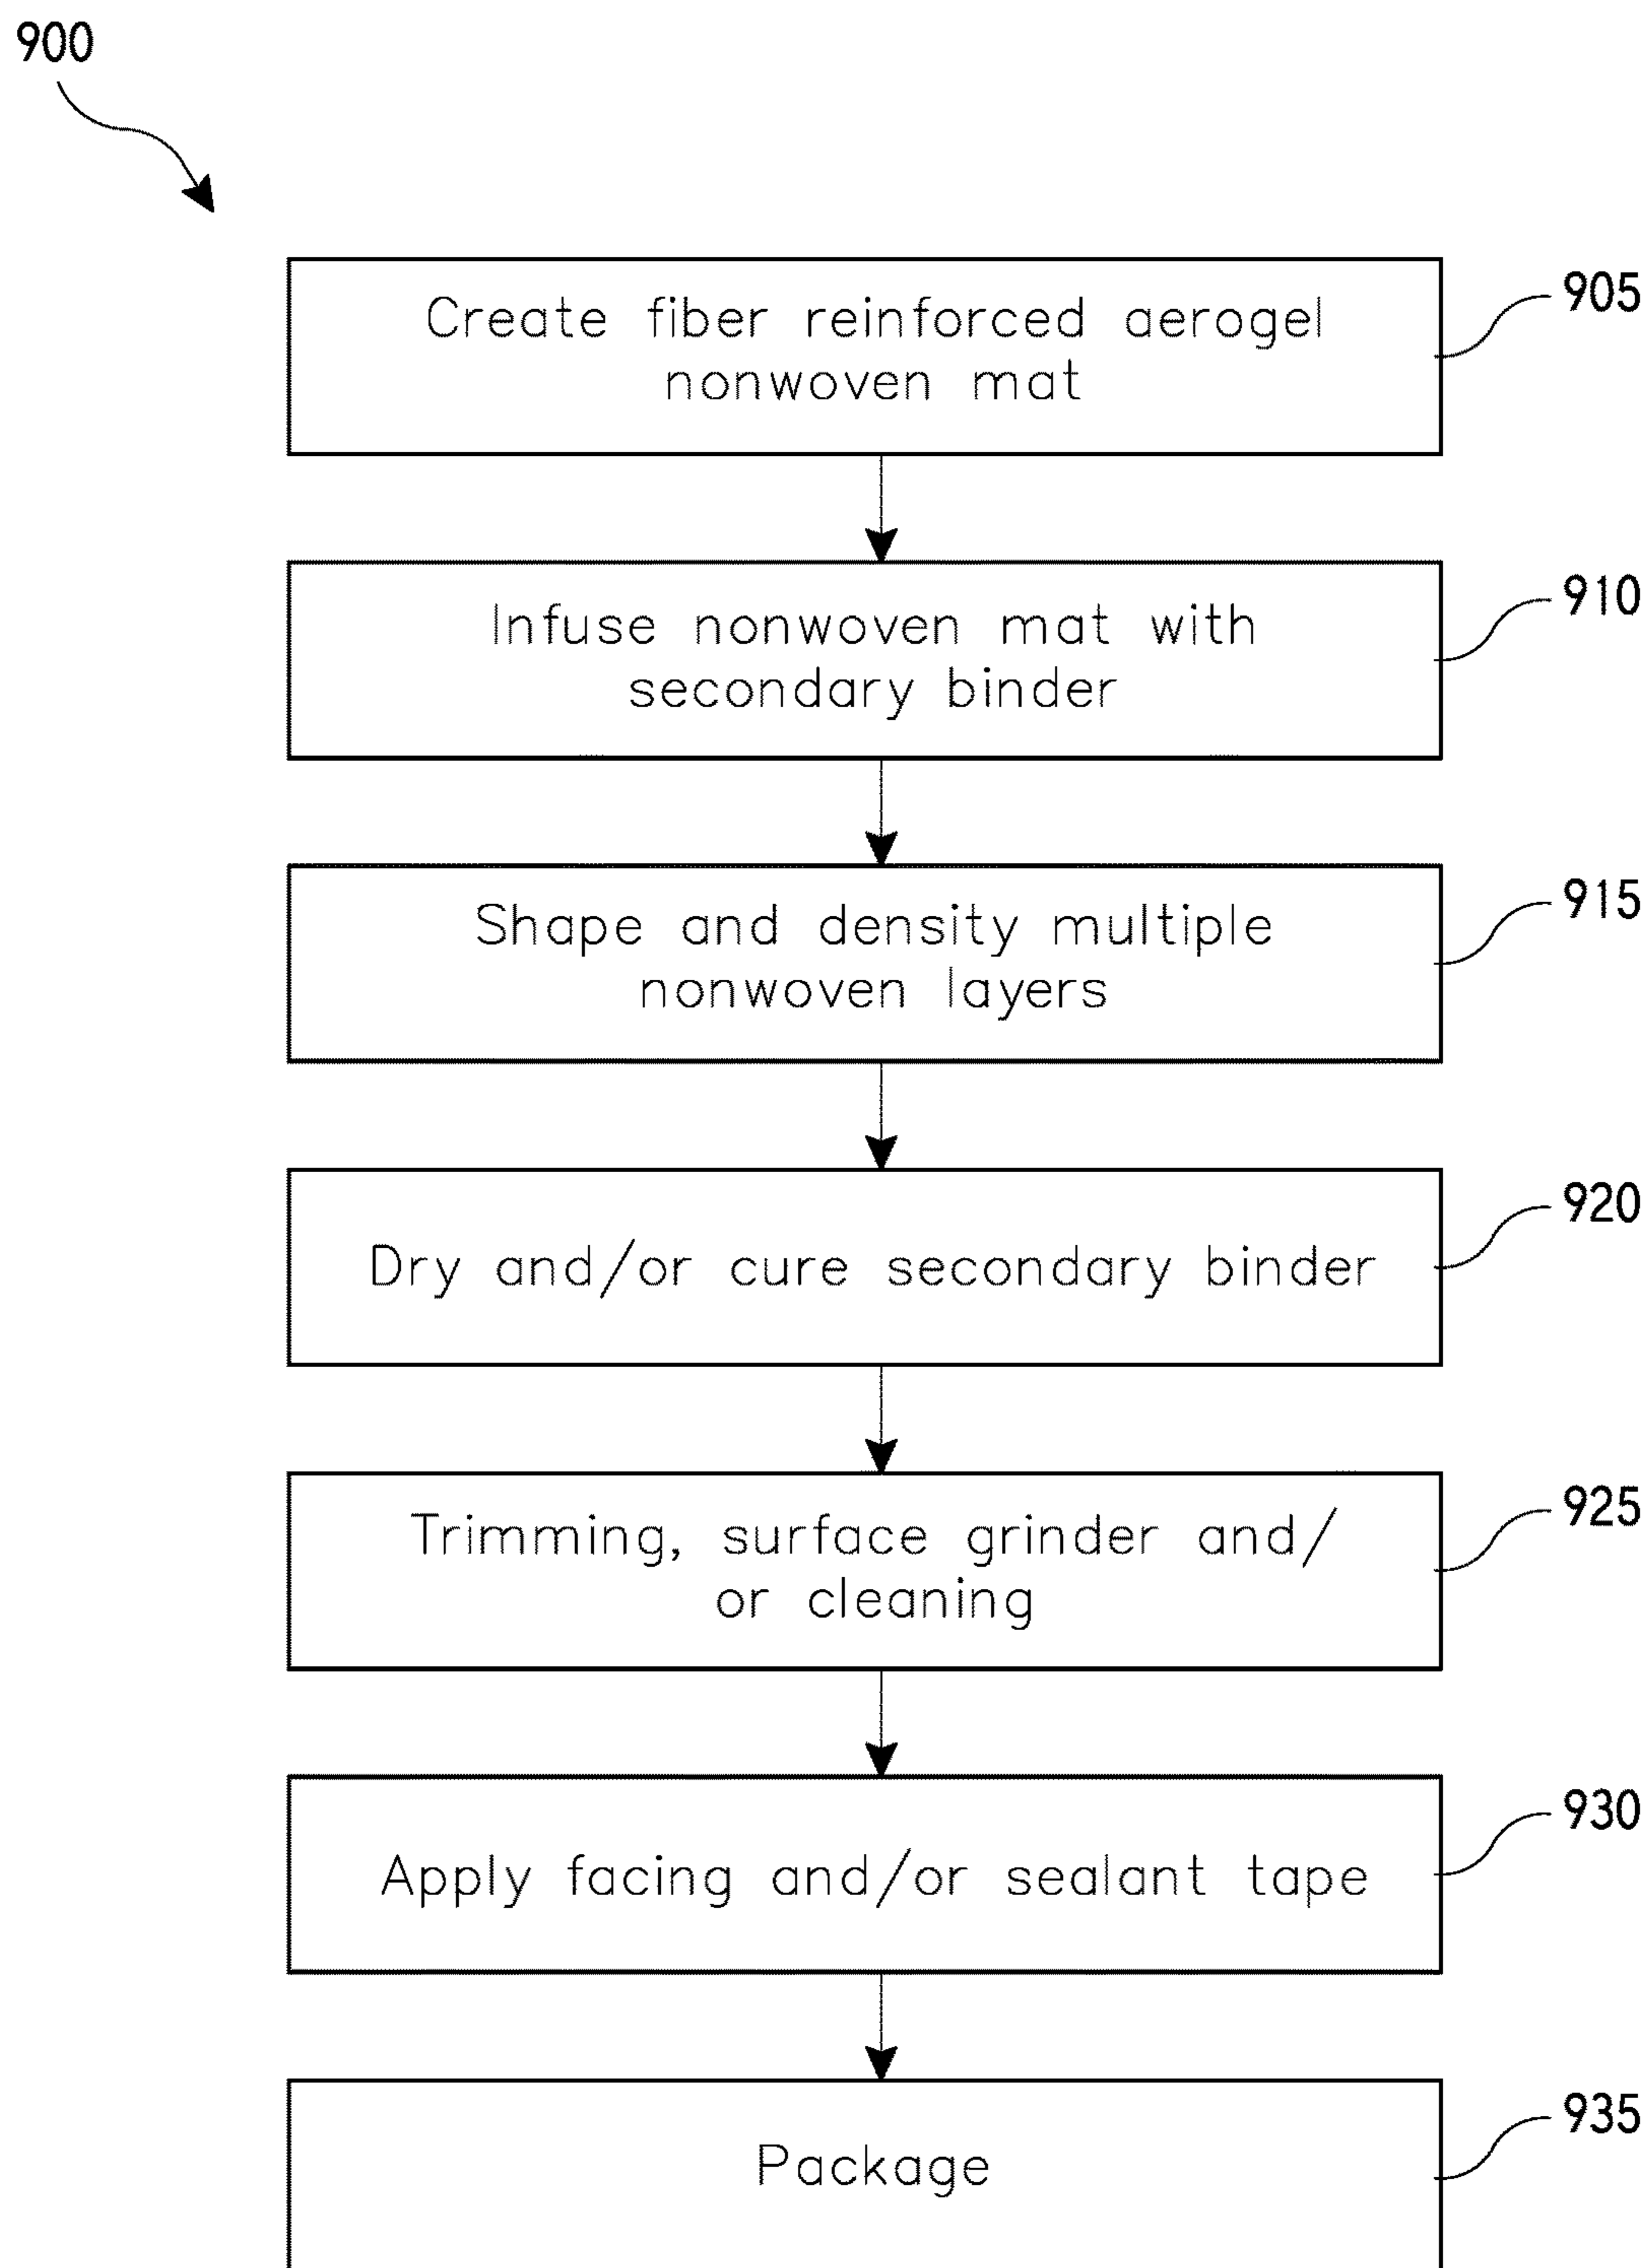 900
Create fiber reinforced aerogel
nonwoven mat
905
Infuse nonwoven mat with
secondary binder
910
Shape and density multiple
nonwoven layers
915
Dry and/or cure secondary binder
920
Trimming, surface grinder and/
or cleaning
925
Apply facing and/or sealant tape
930
Package
935